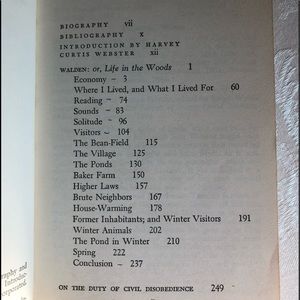 BIOGRAPHY vii
BIBLIOGRAPHY x
INTRODUCTION BY HARVEY
CURTIS WEBSTER xii
WALDEN: or, Life in the Woods 1
Economy ~ 3
Where I Lived, and What I Lived For 60
Reading ~ 74
Sounds ~ 83
Solitude ~ 96
Visitors ~ 104
The Bean-Field 115
The Village 125
The Ponds 130
Baker Farm 150
Higher Laws 157
Brute Neighbors 167
House-Warming 178
Former Inhabitants; and Winter Visitors 191
Winter Animals 202
The Pond in Winter 210
Spring 222
Conclusion ~ 237
ON THE DUTY OF CIVIL DISOBEDIENCE 249
graphy and